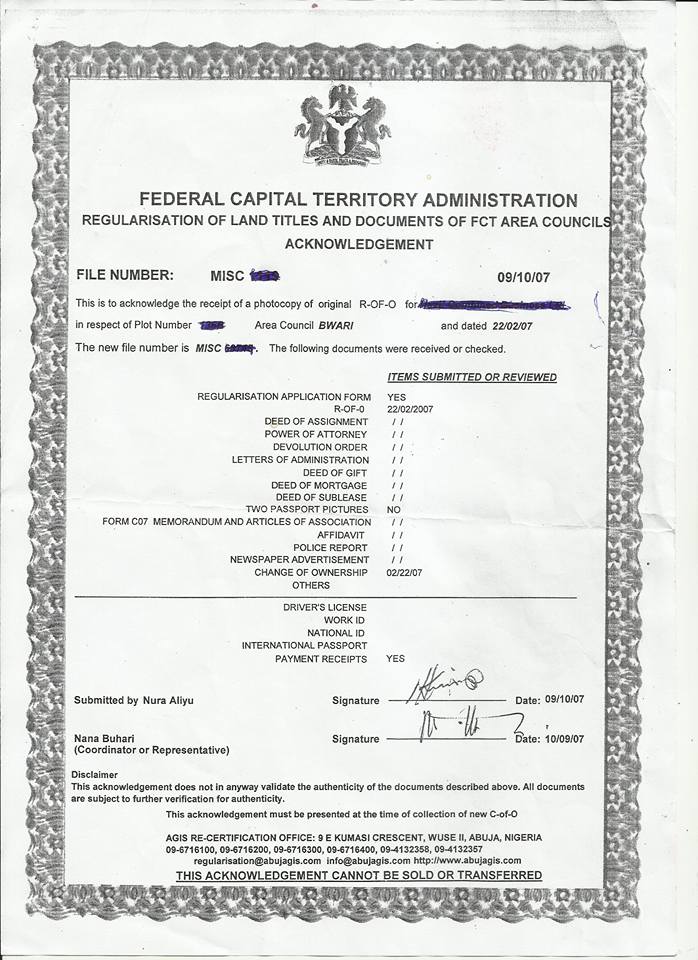 FEDERAL CAPITAL TERRITORY ADMINISTRATION
REGULARISATION OF LAND TITLES AND DOCUMENTS OF FCT AREA COUNCILS
ACKNOWLEDGEMENT
FILE NUMBER: MISC 09/10/07
This is to acknowledge the receipt of a photocopy of original R-OF-O for
in respect of Plot Number Area Council BWARI and dated 22/02/07
The new file number is MISC . The following documents were received or checked.
ITEMS SUBMITTED OR REVIEWED
REGULARISATION APPLICATION FORM YES
R-OF-0 22/02/2007
DEED OF ASSIGNMENT / /
POWER OF ATTORNEY / /
DEVOLUTION ORDER / /
LETTERS OF ADMINISTRATION / /
DEED OF GIFT / /
DEED OF MORTGAGE / /
DEED OF SUBLEASE / /
TWO PASSPORT PICTURES NO
FORM C07 MEMORANDUM AND ARTICLES OF ASSOCIATION / /
AFFIDAVIT / /
POLICE REPORT / /
NEWSPAPER ADVERTISEMENT / /
CHANGE OF OWNERSHIP 02/22/07
OTHERS
DRIVER'S LICENSE
WORK ID
NATIONAL ID
INTERNATIONAL PASSPORT
PAYMENT RECEIPTS YES
Submitted by Nura Aliyu Signature Date: 09/10/07
Nana Buhari Signature Date: 10/09/07
(Coordinator or Representative)
Disclaimer
This acknowledgement does not in anyway validate the authenticity of the documents described above. All documents
are subject to further verification for authenticity.
This acknowledgement must be presented at the time of collection of new C-of-O
AGIS RE-CERTIFICATION OFFICE: 9 E KUMASI CRESCENT, WUSE II, ABUJA, NIGERIA
09-6716100, 09-6716200, 09-6716300, 09-6716400, 09-4132358, 09-4132357
regularisation@abujagis.com info@abujagis.com http://www.abujagis.com
THIS ACKNOWLEDGEMENT CANNOT BE SOLD OR TRANSFERRED